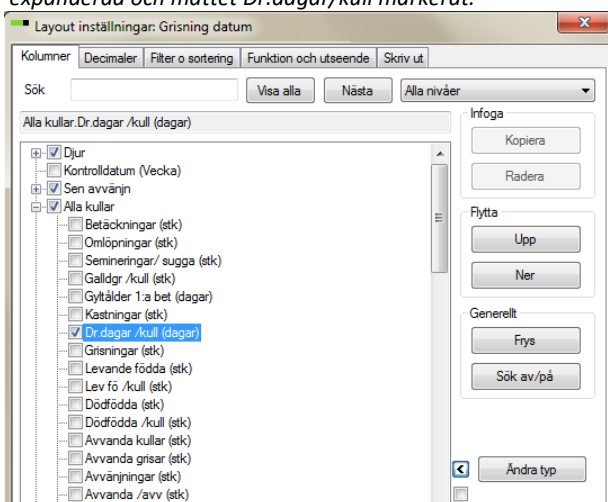 expanderad och måttet Dr.dagar/kull markerat.
Layout inställningar: Grisning datum
Kolumner Decimaler Filter o sortering Funktion och utseende Skriv ut
Sök Visa alla Nästa Alla nivåer
Alla kullar.Dr.dagar /kull (dagar)
Djur
Kontrolldatum (Vecka)
Sen avvänjn
Alla kullar
Betäckningar (stk)
Omlöpningar (stk)
Semineringar/ sugga (stk)
Galldgr /kull (stk)
Gyltålder 1:a bet (dagar)
Kastningar (stk)
Dr.dagar /kull (dagar)
Grisningar (stk)
Levande födda (stk)
Lev fö /kull (stk)
Dödfödda (stk)
Dödfödda /kull (stk)
Avvanda kullar (stk)
Avvanda grisar (stk)
Avvänjningar (stk)
Avvanda /avv (stk)
Infoga
Kopiera
Radera
Flytta
Upp
Ner
Generellt
Frys
Sök av/på
Ändra typ